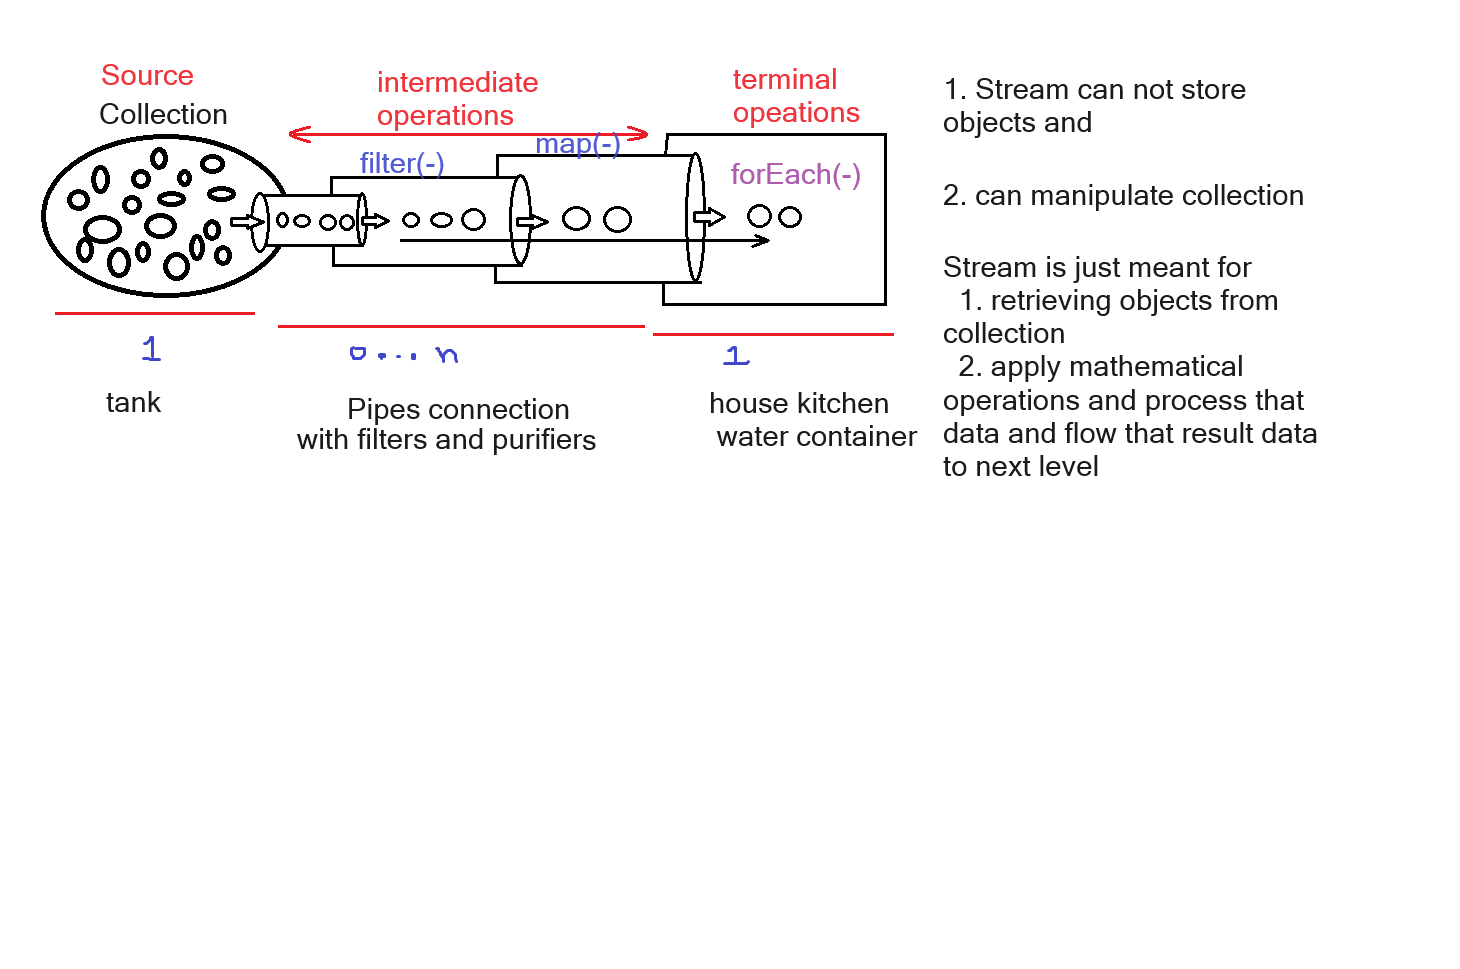 Source
Collection
intermediate
operations
filter(-)
map(-)
terminal
opeations
forEach(-)
1
0...n
1
tank
Pipes connection
with filters and purifiers
house kitchen
water container
1. Stream can not store
objects and
2. can manipulate collection
Stream is just meant for
1. retrieving objects from
collection
2. apply mathematical
operations and process that
data and flow that result data
to next level